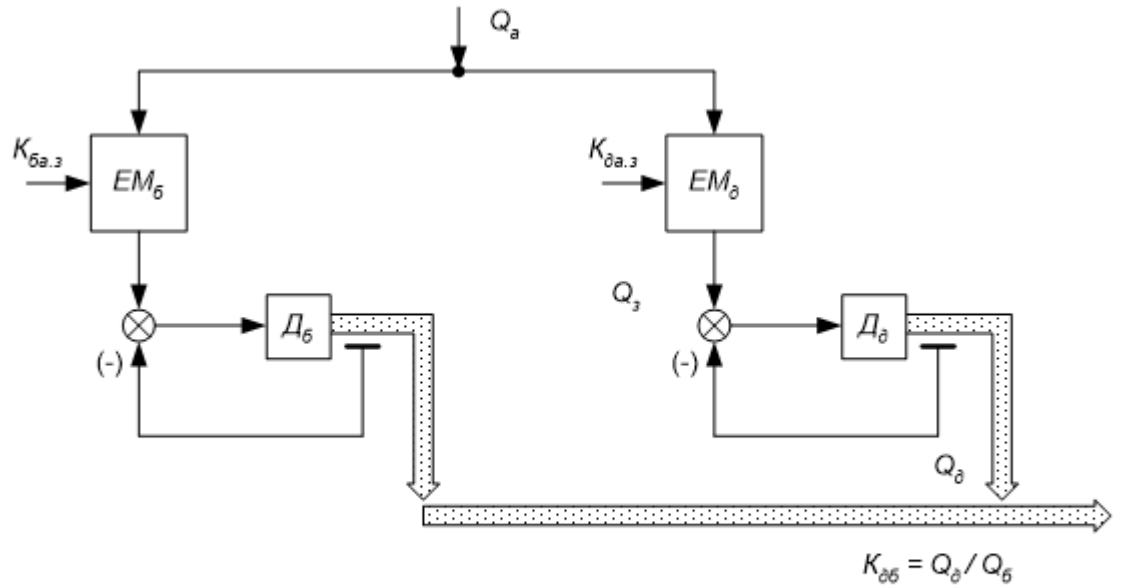 Qа
Kба.з
EMб
Kда.з
EMд
Qз
Дб
Дд
(-)
(-)
Qд
Kдб = Qд / Qб